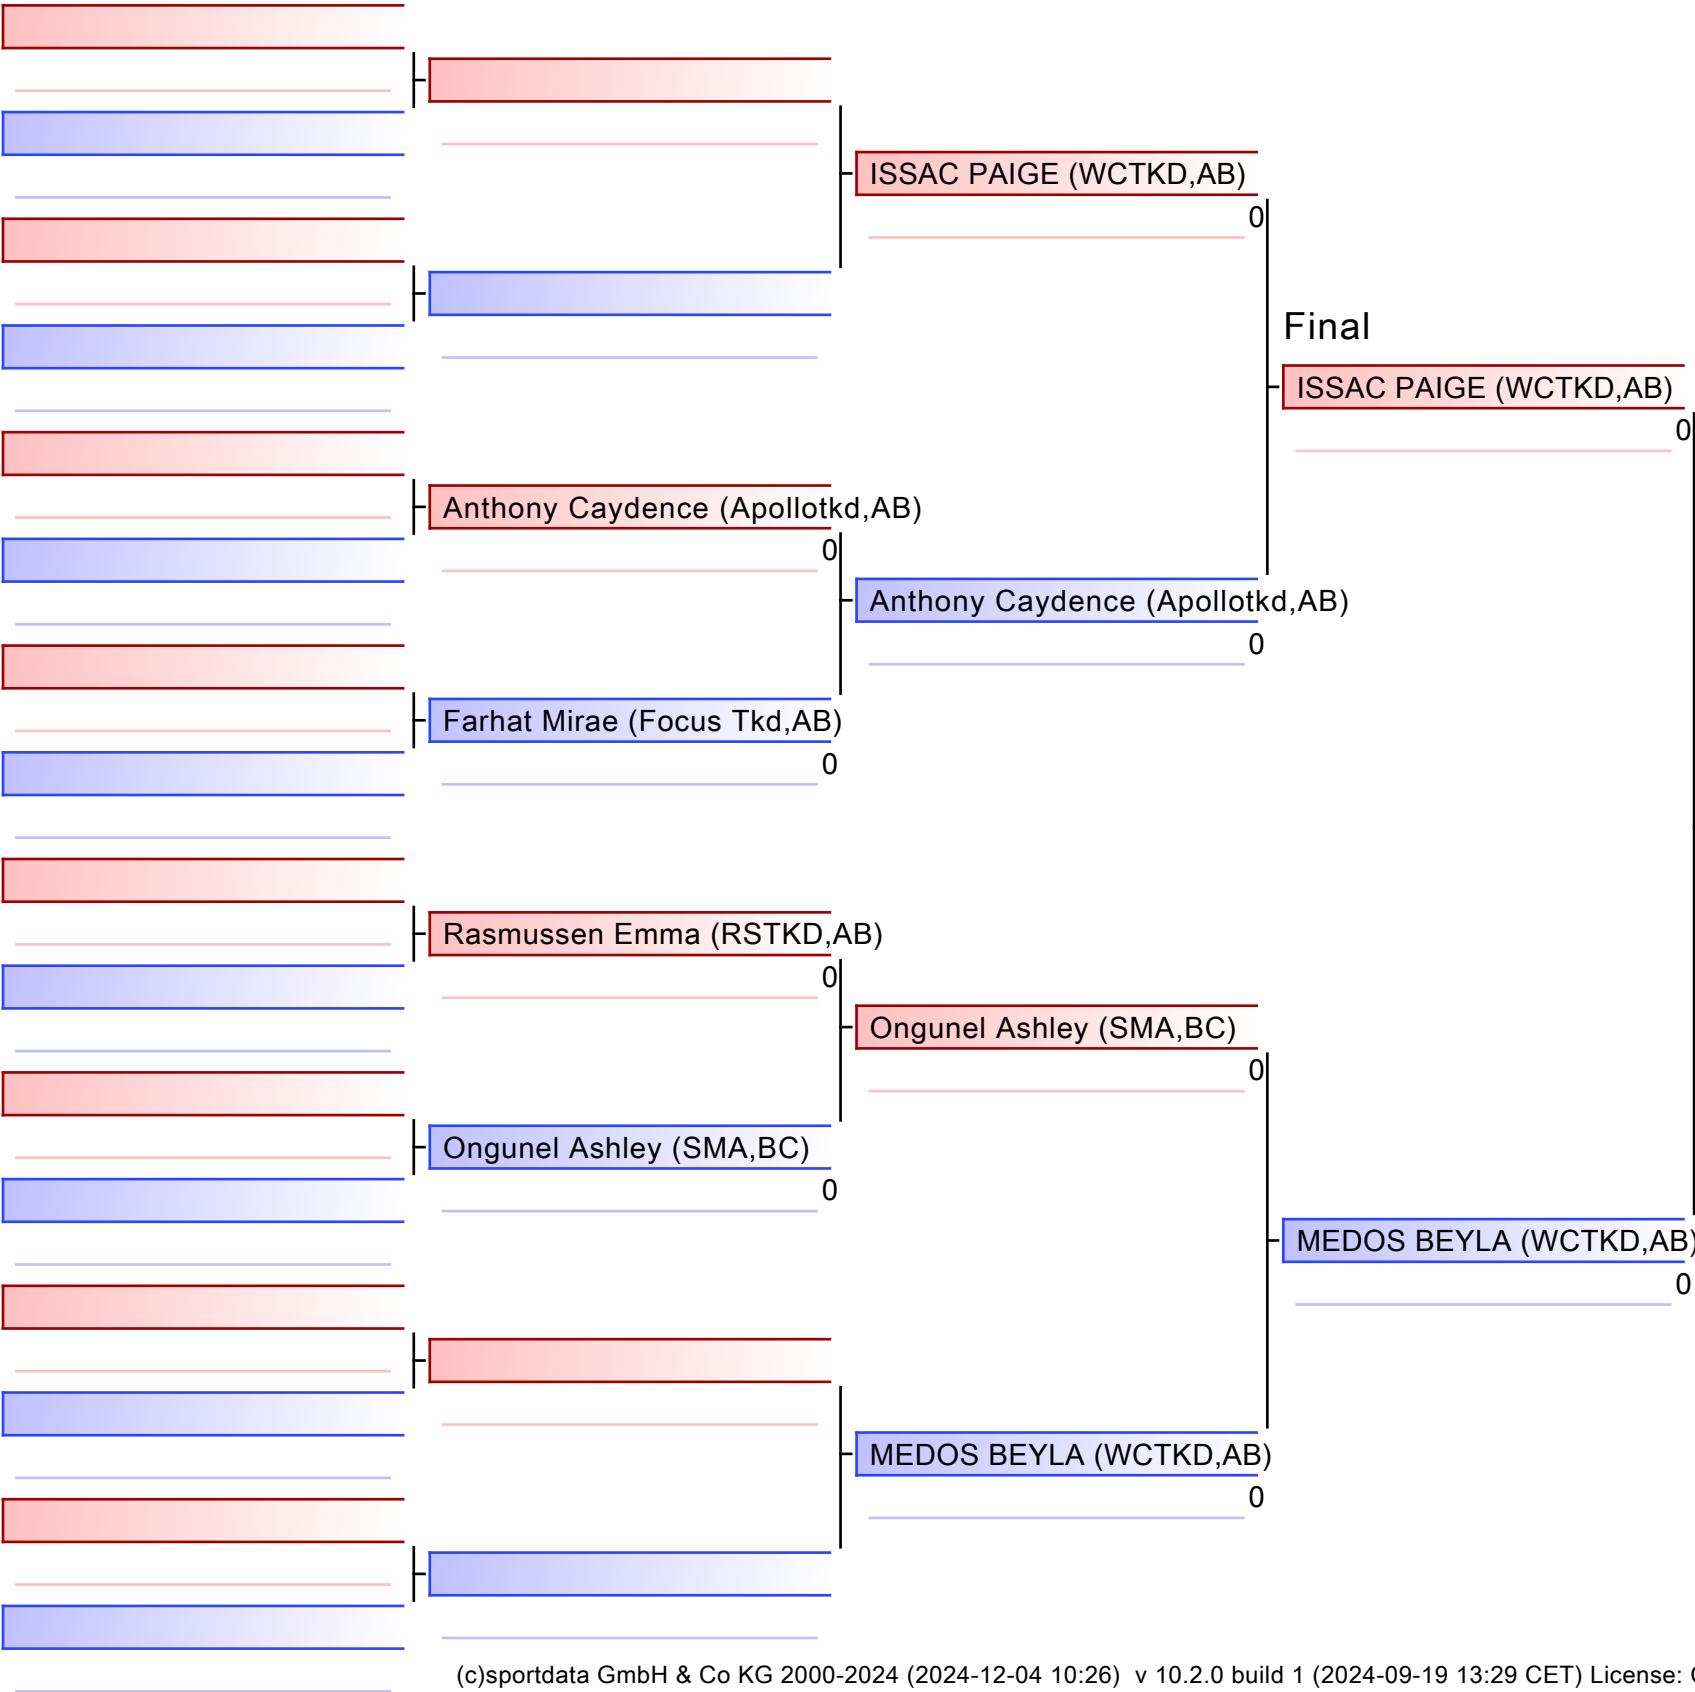 ISSAC PAIGE (WCTKD,AB)
0
Final
ISSAC PAIGE (WCTKD,AB)
0
Anthony Caydence (Apollotkd,AB)
0
Anthony Caydence (Apollotkd,AB)
0
Farhat Mirae (Focus Tkd,AB)
0
Rasmussen Emma (RSTKD,AB)
0
Ongunel Ashley (SMA,BC)
0
Ongunel Ashley (SMA,BC)
0
MEDOS BEYLA (WCTKD,AB)
0
MEDOS BEYLA (WCTKD,AB)
0
(c)sportdata GmbH & Co KG 2000-2024 (2024-12-04 10:26) v 10.2.0 build 1 (2024-09-19 13:29 CET) License: